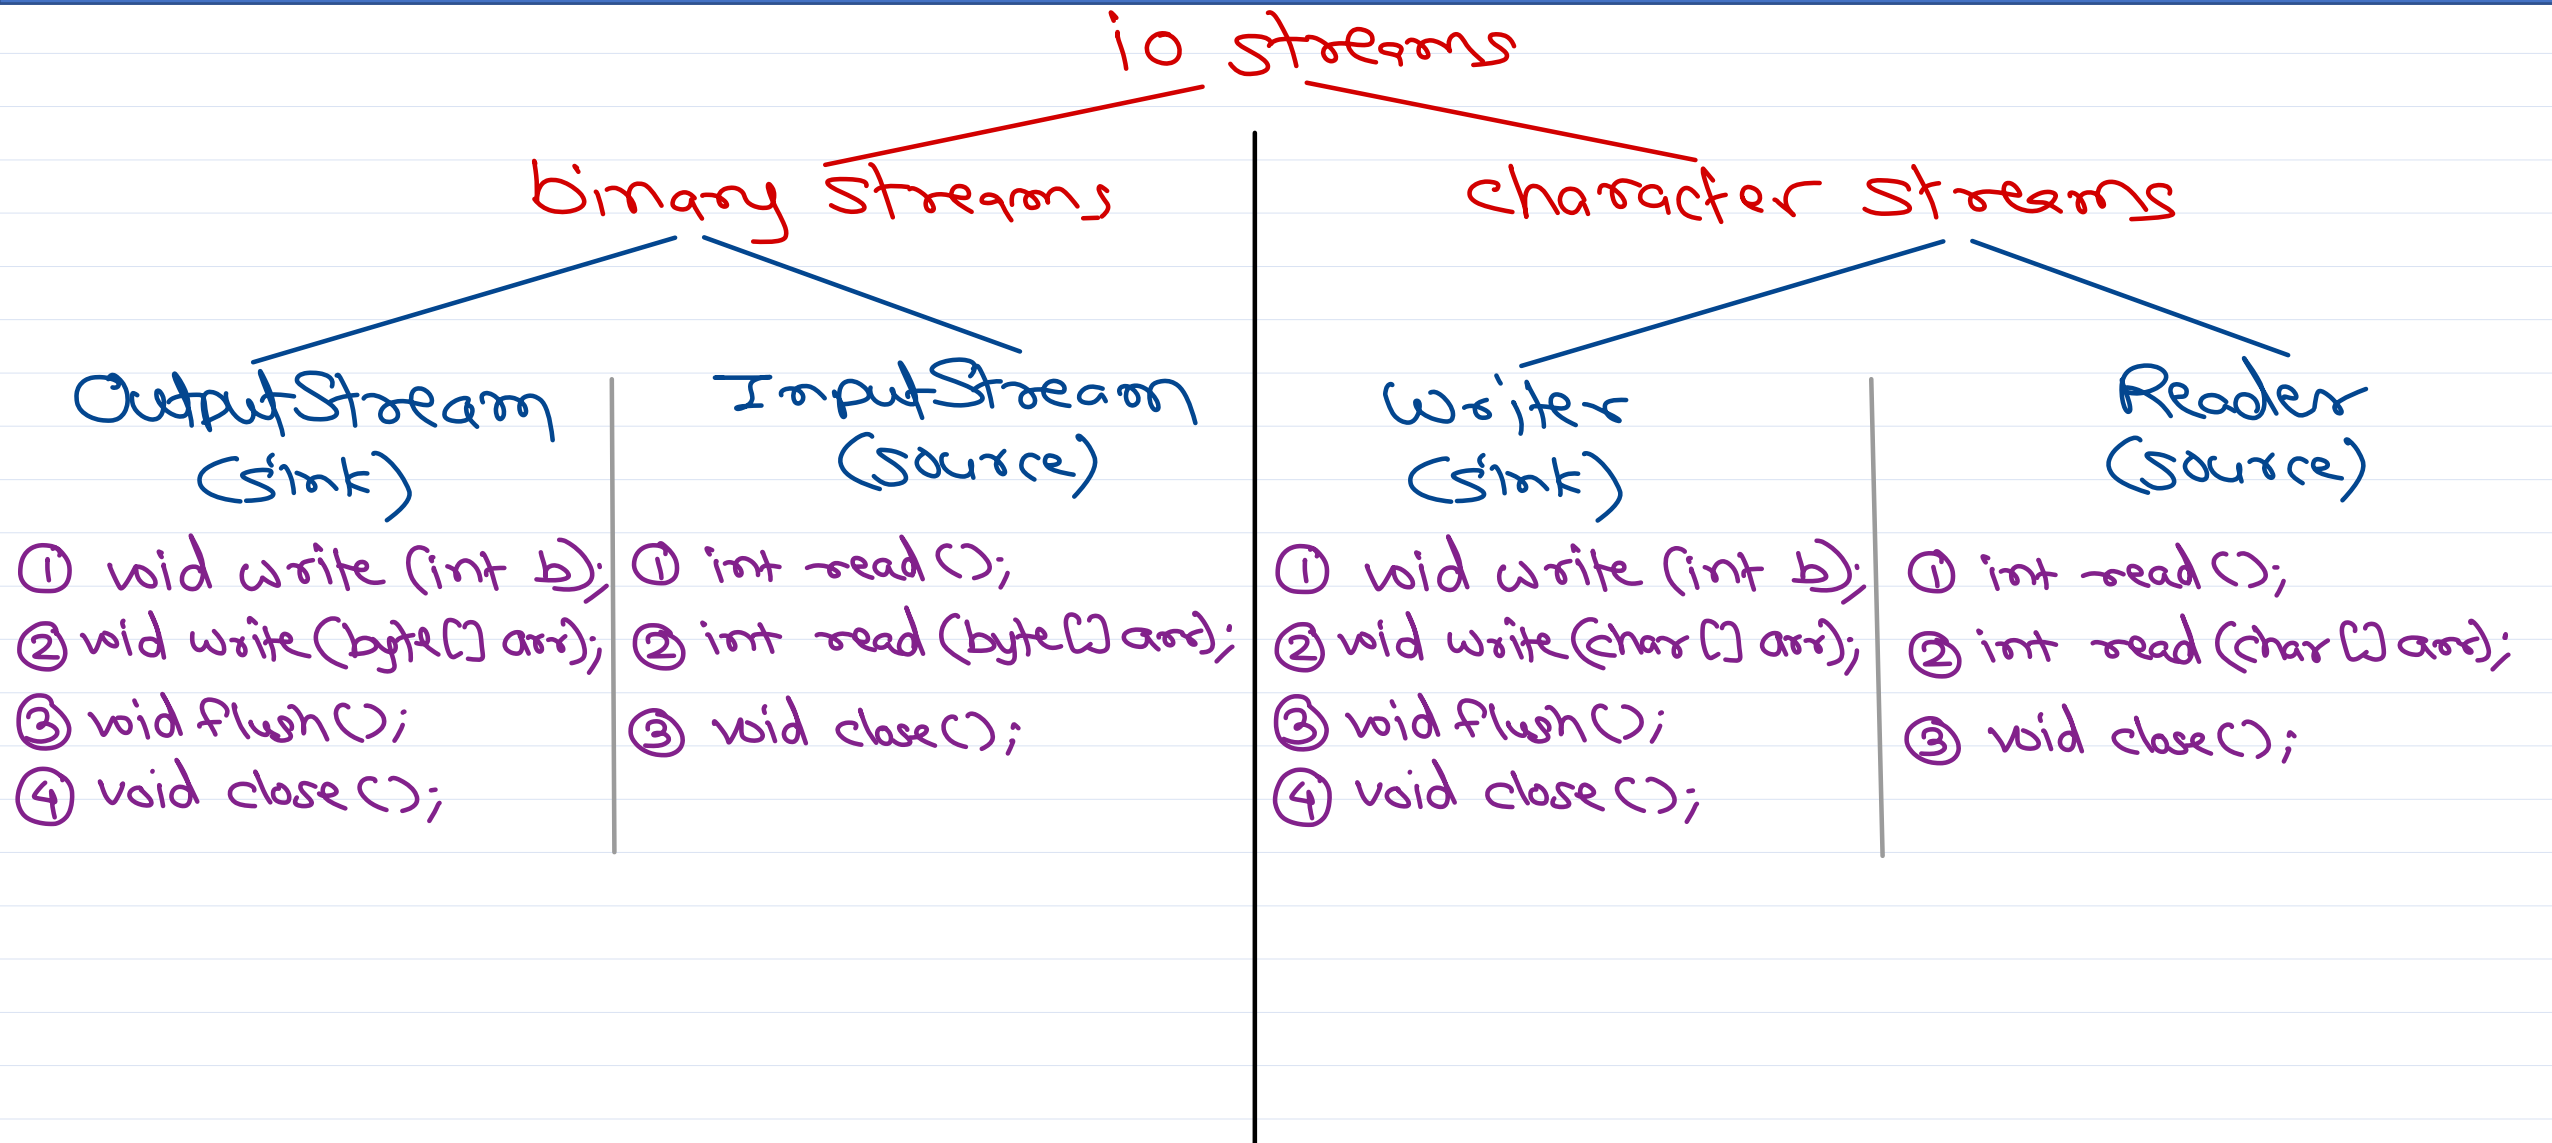 io streams
binary streams
character streams
OutputStream
(sink)
① void write (int b);
② void write(byte[] arr);
③ void flush();
④ void close();
InputStream
(source)
① int read();
② int read(byte[] arr);
③ void close();
Writer
(sink)
① void write (int b);
② void write(char[] arr);
③ void flush();
④ void close();
Reader
(source)
① int read();
② int read(char[] arr);
③ void close();